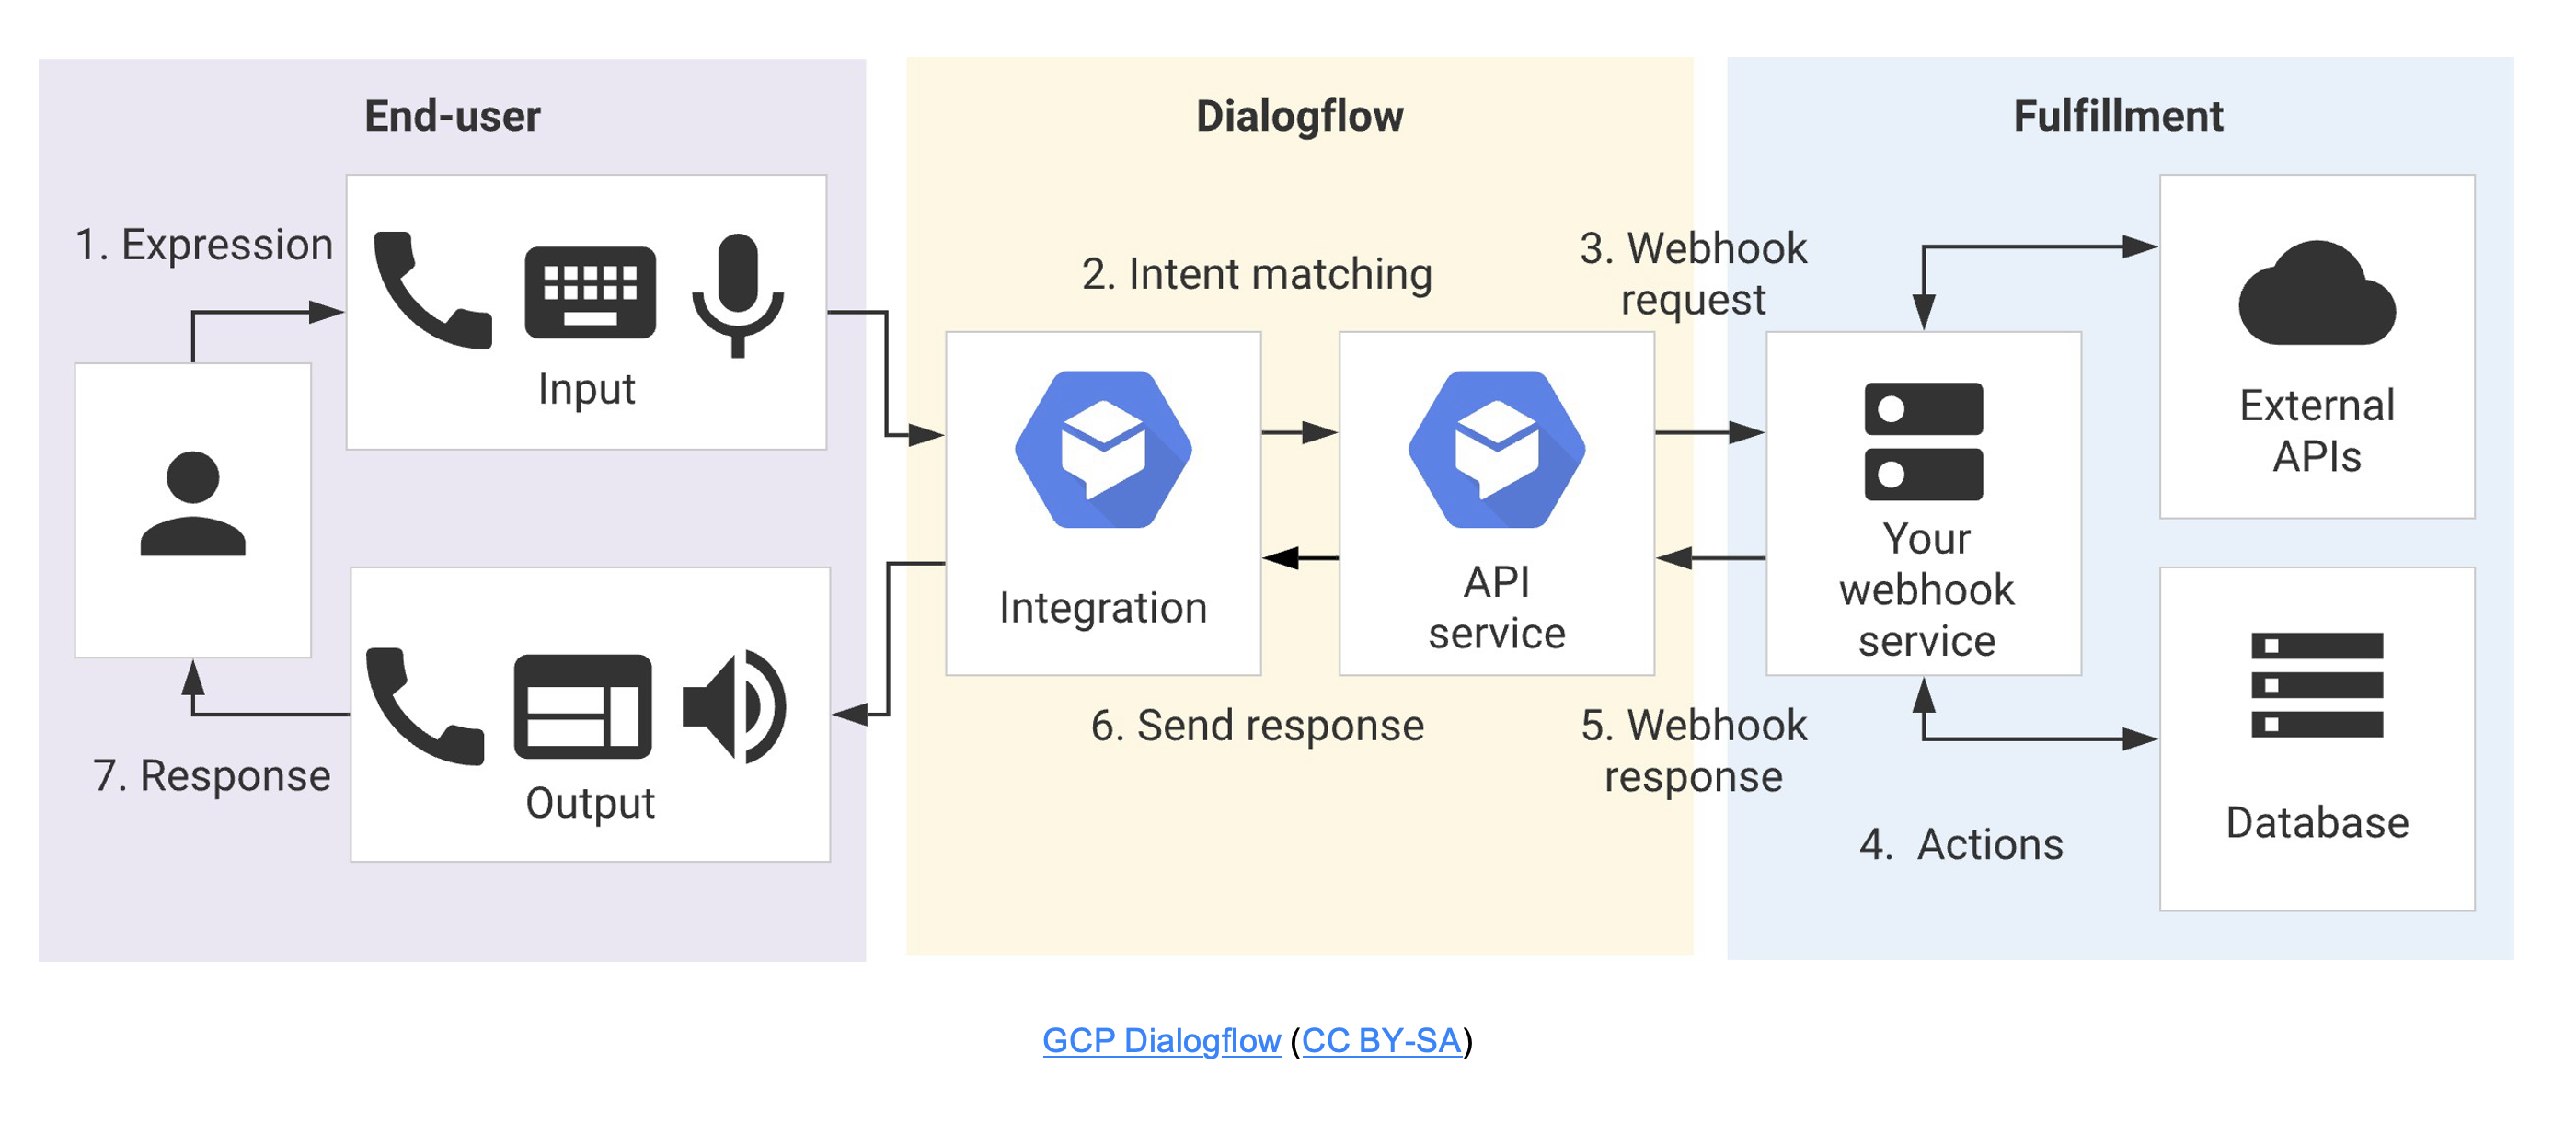 End-user
Dialogflow
Fulfillment
1. Expression
Input
2. Intent matching
3. Webhook
request
External
APIs
Integration
API
service
Your
webhook
service
7. Response
Output
6. Send response
5. Webhook
response
4. Actions
Database
GCP Dialogflow (CC BY-SA)